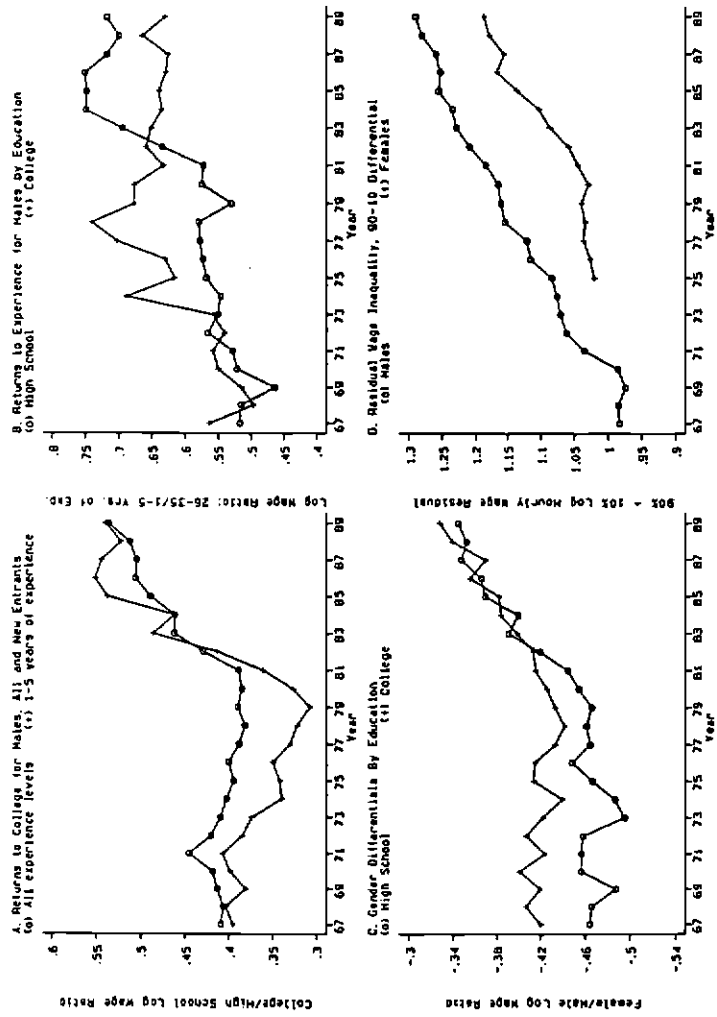 A. Returns to College for Males, All and New Entrants
(o) All experience levels (+) 1-5 years of experience
College/High School Log Wage Ratio
.6
.55
.5
.45
.4
.35
.3
67 69 71 73 75 77 79 81 83 85 87 89
Year
B. Returns to Experience for Males by Education
(o) High School (+) College
Log Wage Ratio: 26-35/1-5 Yrs. of Exp.
.8
.75
.7
.65
.6
.55
.5
.45
.4
67 69 71 73 75 77 79 81 83 85 87 89
Year
C. Gender Differentials By Education
(o) High School (+) College
Female/Male Log Wage Ratio
-.3
-.34
-.38
-.42
-.46
-.5
-.54
67 69 71 73 75 77 79 81 83 85 87 89
Year
D. Residual Wage Inequality, 90-10 Differential
(o) Males (+) Females
90% - 10% Log Hourly Wage Residual
1.3
1.25
1.2
1.15
1.1
1.05
1
.95
.9
67 69 71 73 75 77 79 81 83 85 87 89
Year